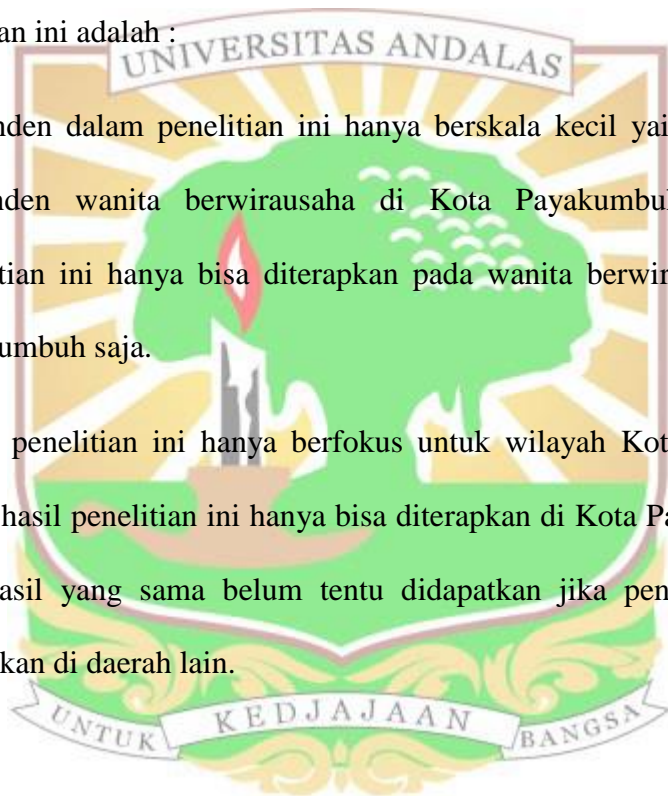 an ini adalah :
UNIVERSITAS ANDALAS
nden dalam penelitian ini hanya berskala kecil yai
nden wanita berwirausaha di Kota Payakumbu
tian ini hanya bisa diterapkan pada wanita berwir
umbuh saja.
penelitian ini hanya berfokus untuk wilayah Kot
hasil penelitian ini hanya bisa diterapkan di Kota Pa
asil yang sama belum tentu didapatkan jika pen
kan di daerah lain.
UNTUK KEDJAJAAN BANGSA